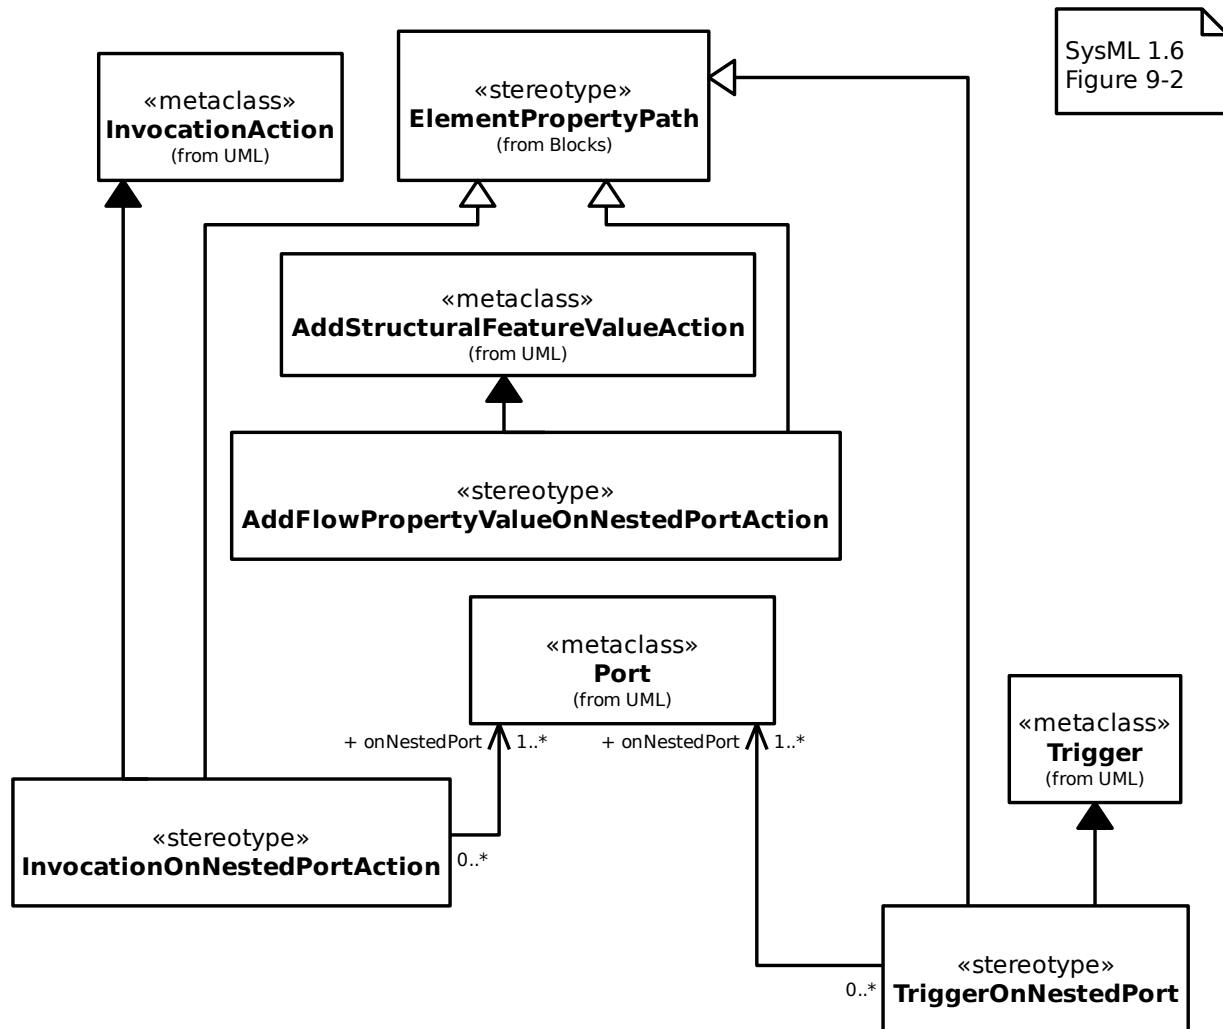 SysML 1.6
Figure 9-2
«metaclass»
InvocationAction
(from UML)
«stereotype»
ElementPropertyPath
(from Blocks)
«metaclass»
AddStructuralFeatureValueAction
(from UML)
«stereotype»
AddFlowPropertyValueOnNestedPortAction
«metaclass»
Port
(from UML)
+ onNestedPort
1..*
+ onNestedPort
1..*
«metaclass»
Trigger
(from UML)
«stereotype»
InvocationOnNestedPortAction
0..*
«stereotype»
TriggerOnNestedPort
0..*